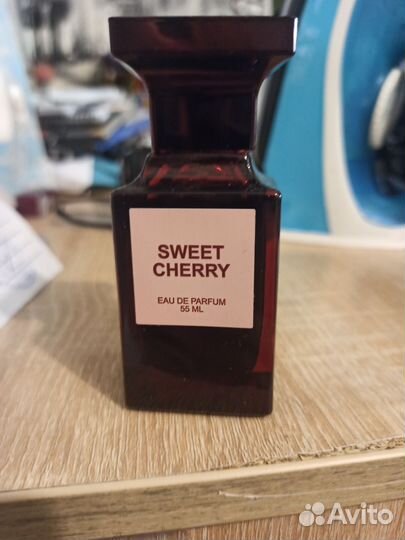 SWEET
CHERRY
EAU DE PARFUM
55 ML
Avito